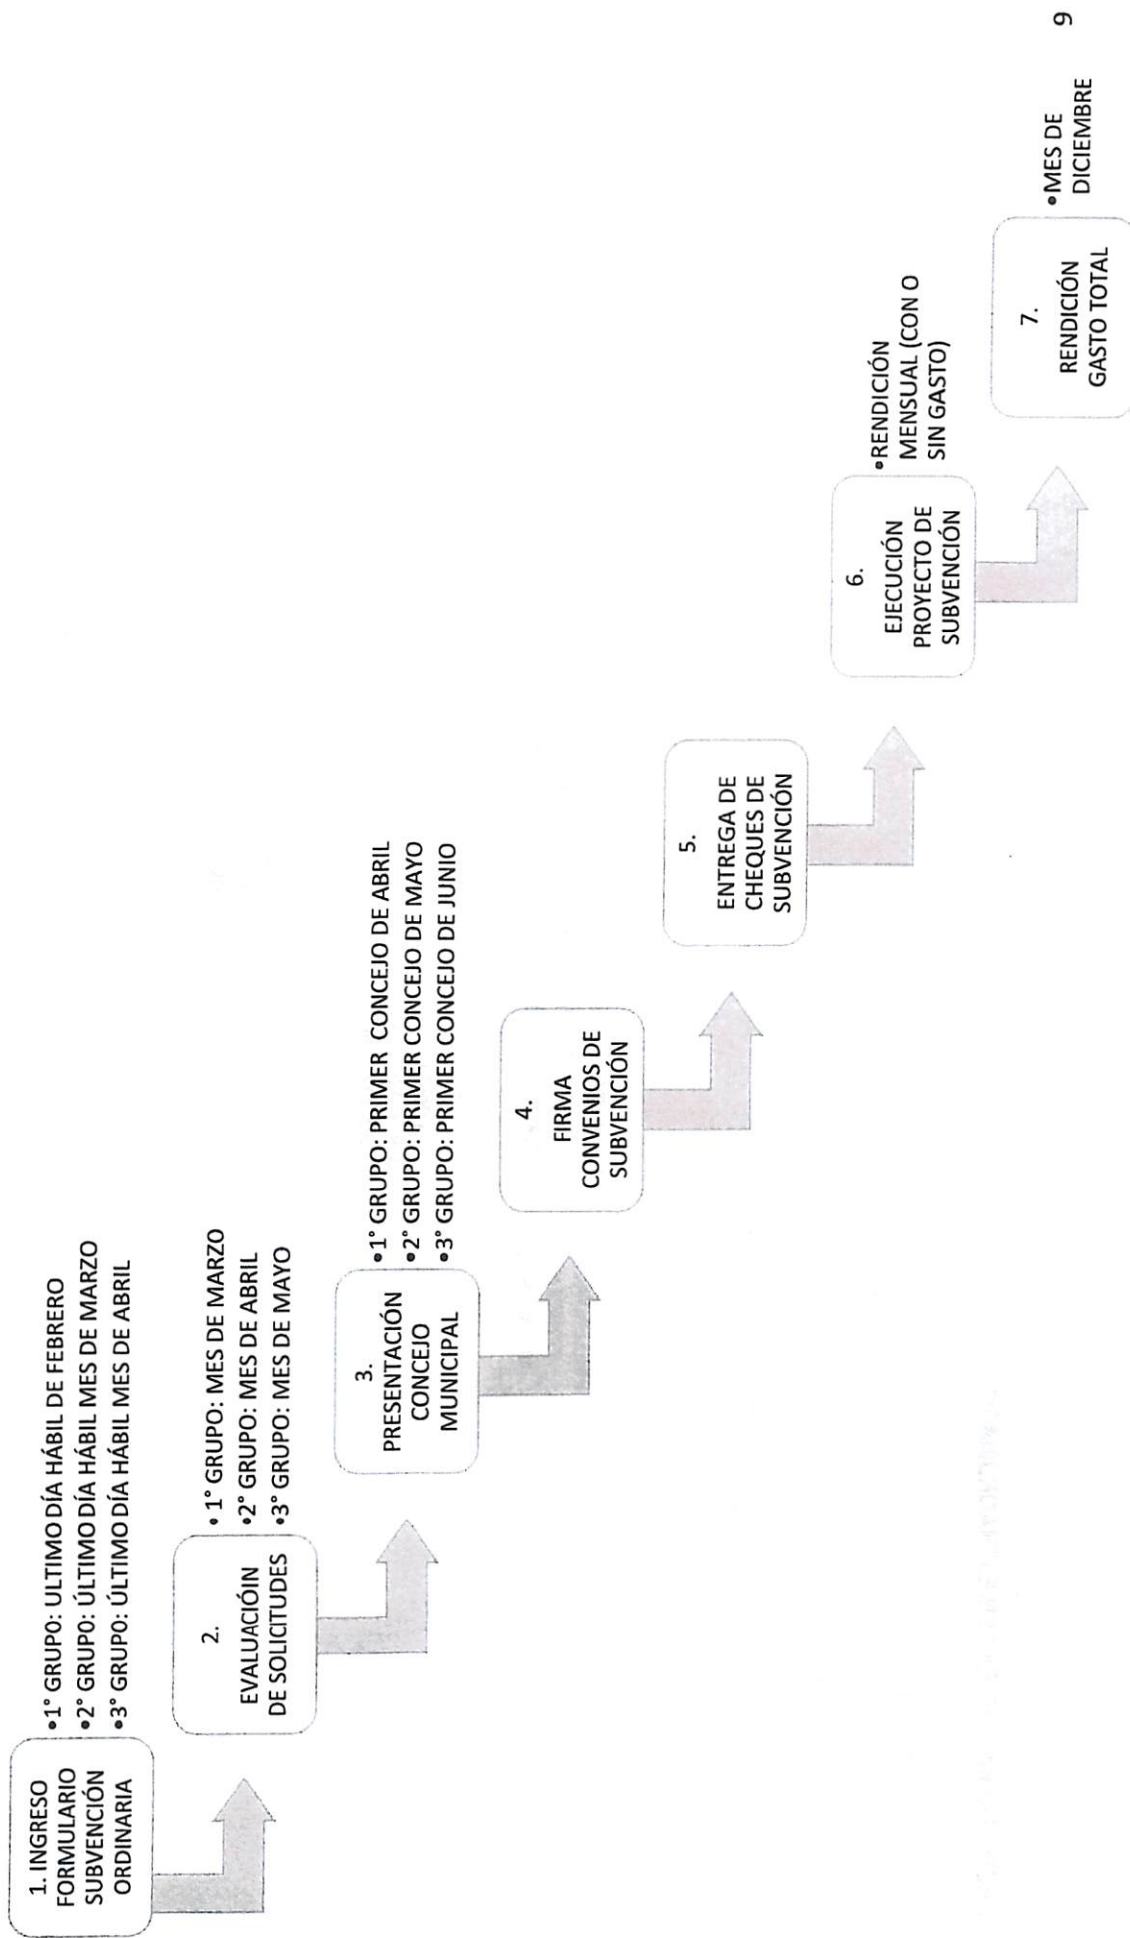 1. INGRESO
FORMULARIO
SUBVENCIÓN
ORDINARIA
•1° GRUPO: ULTIMO DÍA HÁBIL DE FEBRERO
•2° GRUPO: ÚLTIMO DÍA HÁBIL MES DE MARZO
•3° GRUPO: ÚLTIMO DÍA HÁBIL MES DE ABRIL
2.
EVALUACIÓIN
DE SOLICITUDES
•1° GRUPO: MES DE MARZO
•2° GRUPO: MES DE ABRIL
•3° GRUPO: MES DE MAYO
3.
PRESENTACIÓN
CONCEJO
MUNICIPAL
•1° GRUPO: PRIMER CONCEJO DE ABRIL
•2° GRUPO: PRIMER CONCEJO DE MAYO
•3° GRUPO: PRIMER CONCEJO DE JUNIO
4.
FIRMA
CONVENIOS DE
SUBVENCIÓN
5.
ENTREGA DE
CHEQUES DE
SUBVENCIÓN
6.
EJECUCIÓN
PROYECTO DE
SUBVENCIÓN
•RENDICIÓN
MENSUAL (CON O
SIN GASTO)
7.
RENDICIÓN
GASTO TOTAL
•MES DE
DICIEMBRE
9